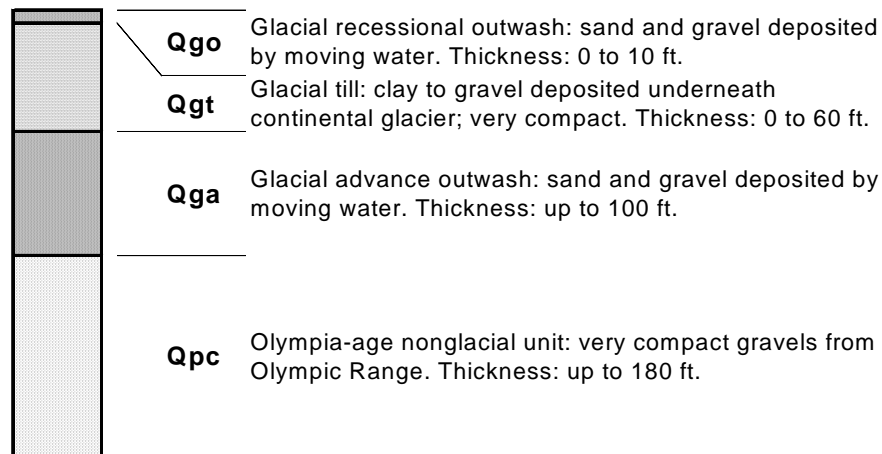 Qgo
Glacial recessional outwash: sand and gravel deposited
by moving water. Thickness: 0 to 10 ft.
Qgt
Glacial till: clay to gravel deposited underneath
continental glacier; very compact. Thickness: 0 to 60 ft.
Qga
Glacial advance outwash: sand and gravel deposited by
moving water. Thickness: up to 100 ft.
Qpc
Olympia-age nonglacial unit: very compact gravels from
Olympic Range. Thickness: up to 180 ft.